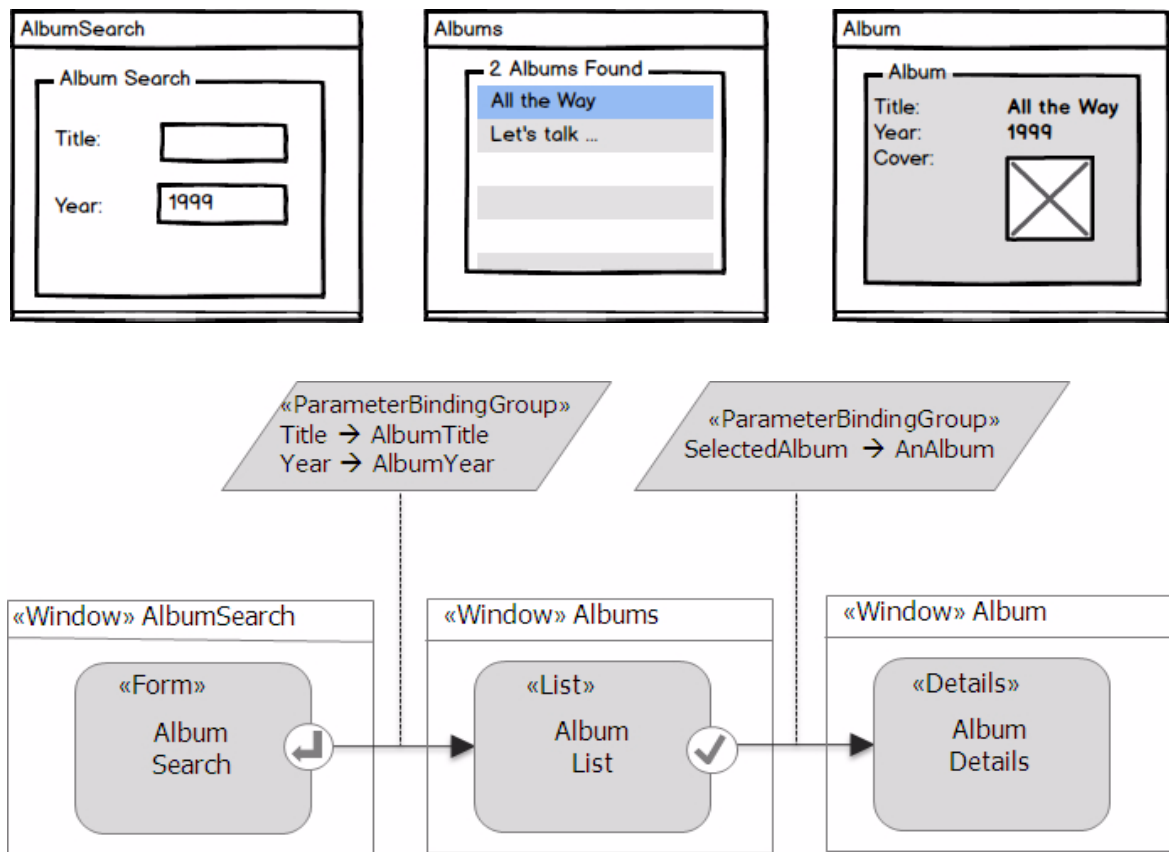 AlbumSearch
Album Search
Title:
Year:
1999
Albums
2 Albums Found
All the Way
Let's talk ...
Album
Album
Title:
All the Way
Year:
1999
Cover:
«ParameterBindingGroup»
Title → AlbumTitle
Year → AlbumYear
«ParameterBindingGroup»
SelectedAlbum → AnAlbum
«Window» AlbumSearch
«Form»
Album
Search
«Window» Albums
«List»
Album
List
«Window» Album
«Details»
Album
Details